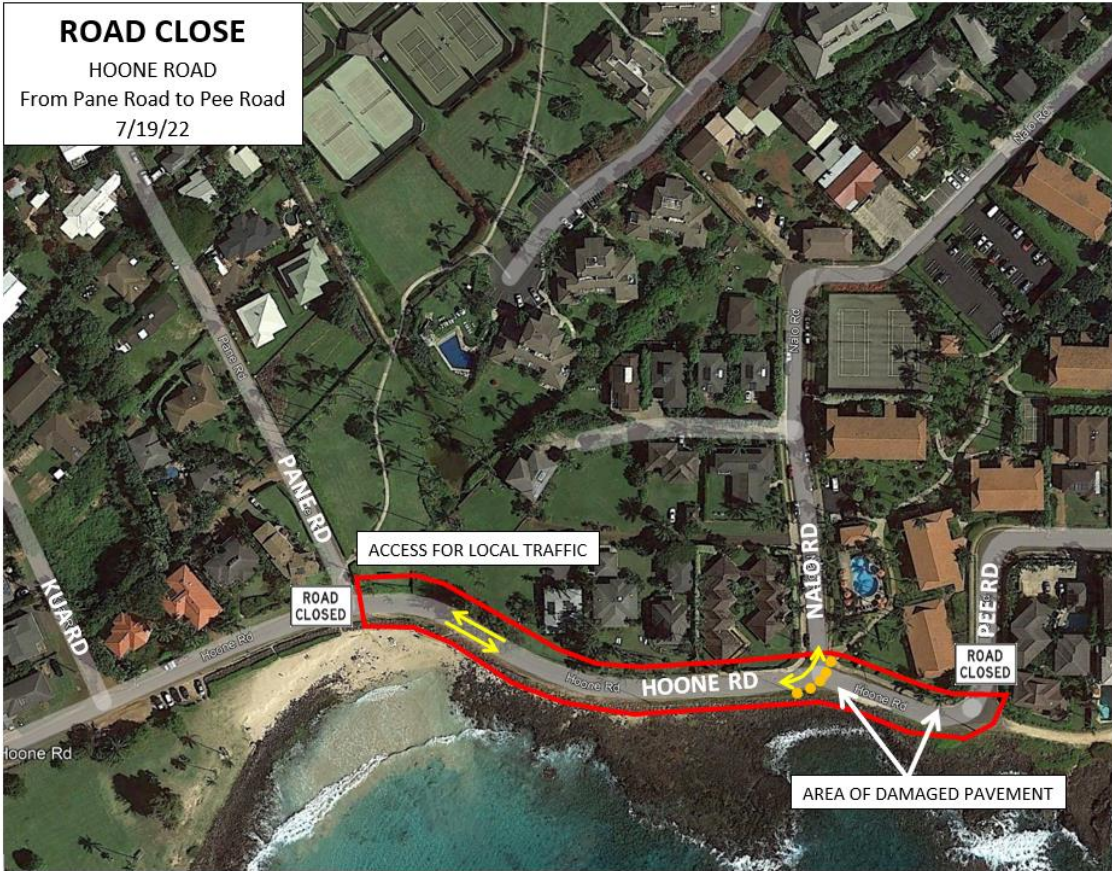 ROAD CLOSE
HOONE ROAD
From Pane Road to Pee Road
7/19/22
Nalo Rd
Pane Rd
Nalo Rd
PANE RD
ACCESS FOR LOCAL TRAFFIC
ROAD
CLOSED
KUA RD
Hoone Rd
NALO RD
PEE RD
ROAD
CLOSED
Hoone Rd
HOONE RD
Hoone Rd
Hoone Rd
AREA OF DAMAGED PAVEMENT